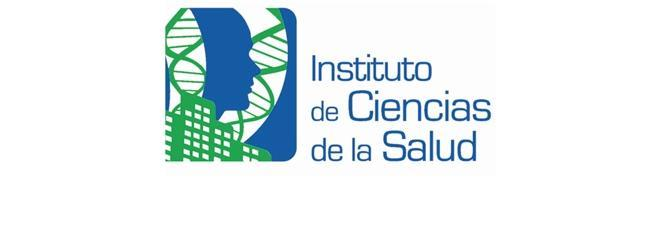 Instituto
de Ciencias
de la Salud